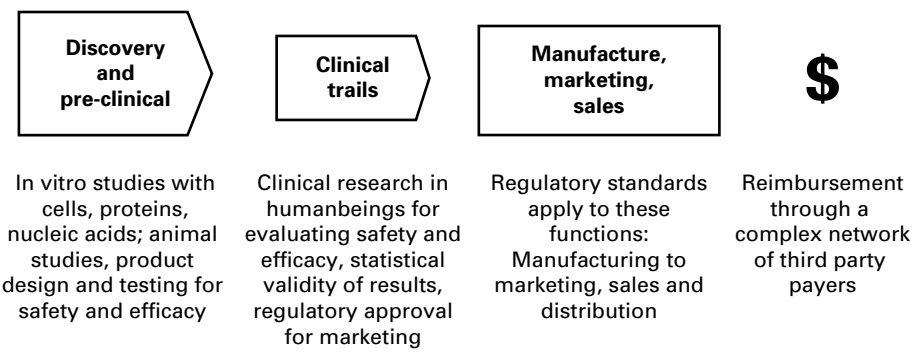 Discovery
and
pre-clinical
Clinical
trails
Manufacture,
marketing,
sales
$
In vitro studies with
cells, proteins,
nucleic acids; animal
studies, product
design and testing for
safety and efficacy
Clinical research in
humanbeings for
evaluating safety and
efficacy, statistical
validity of results,
regulatory approval
for marketing
Regulatory standards
apply to these
functions:
Manufacturing to
marketing, sales and
distribution
Reimbursement
through a
complex network
of third party
payers